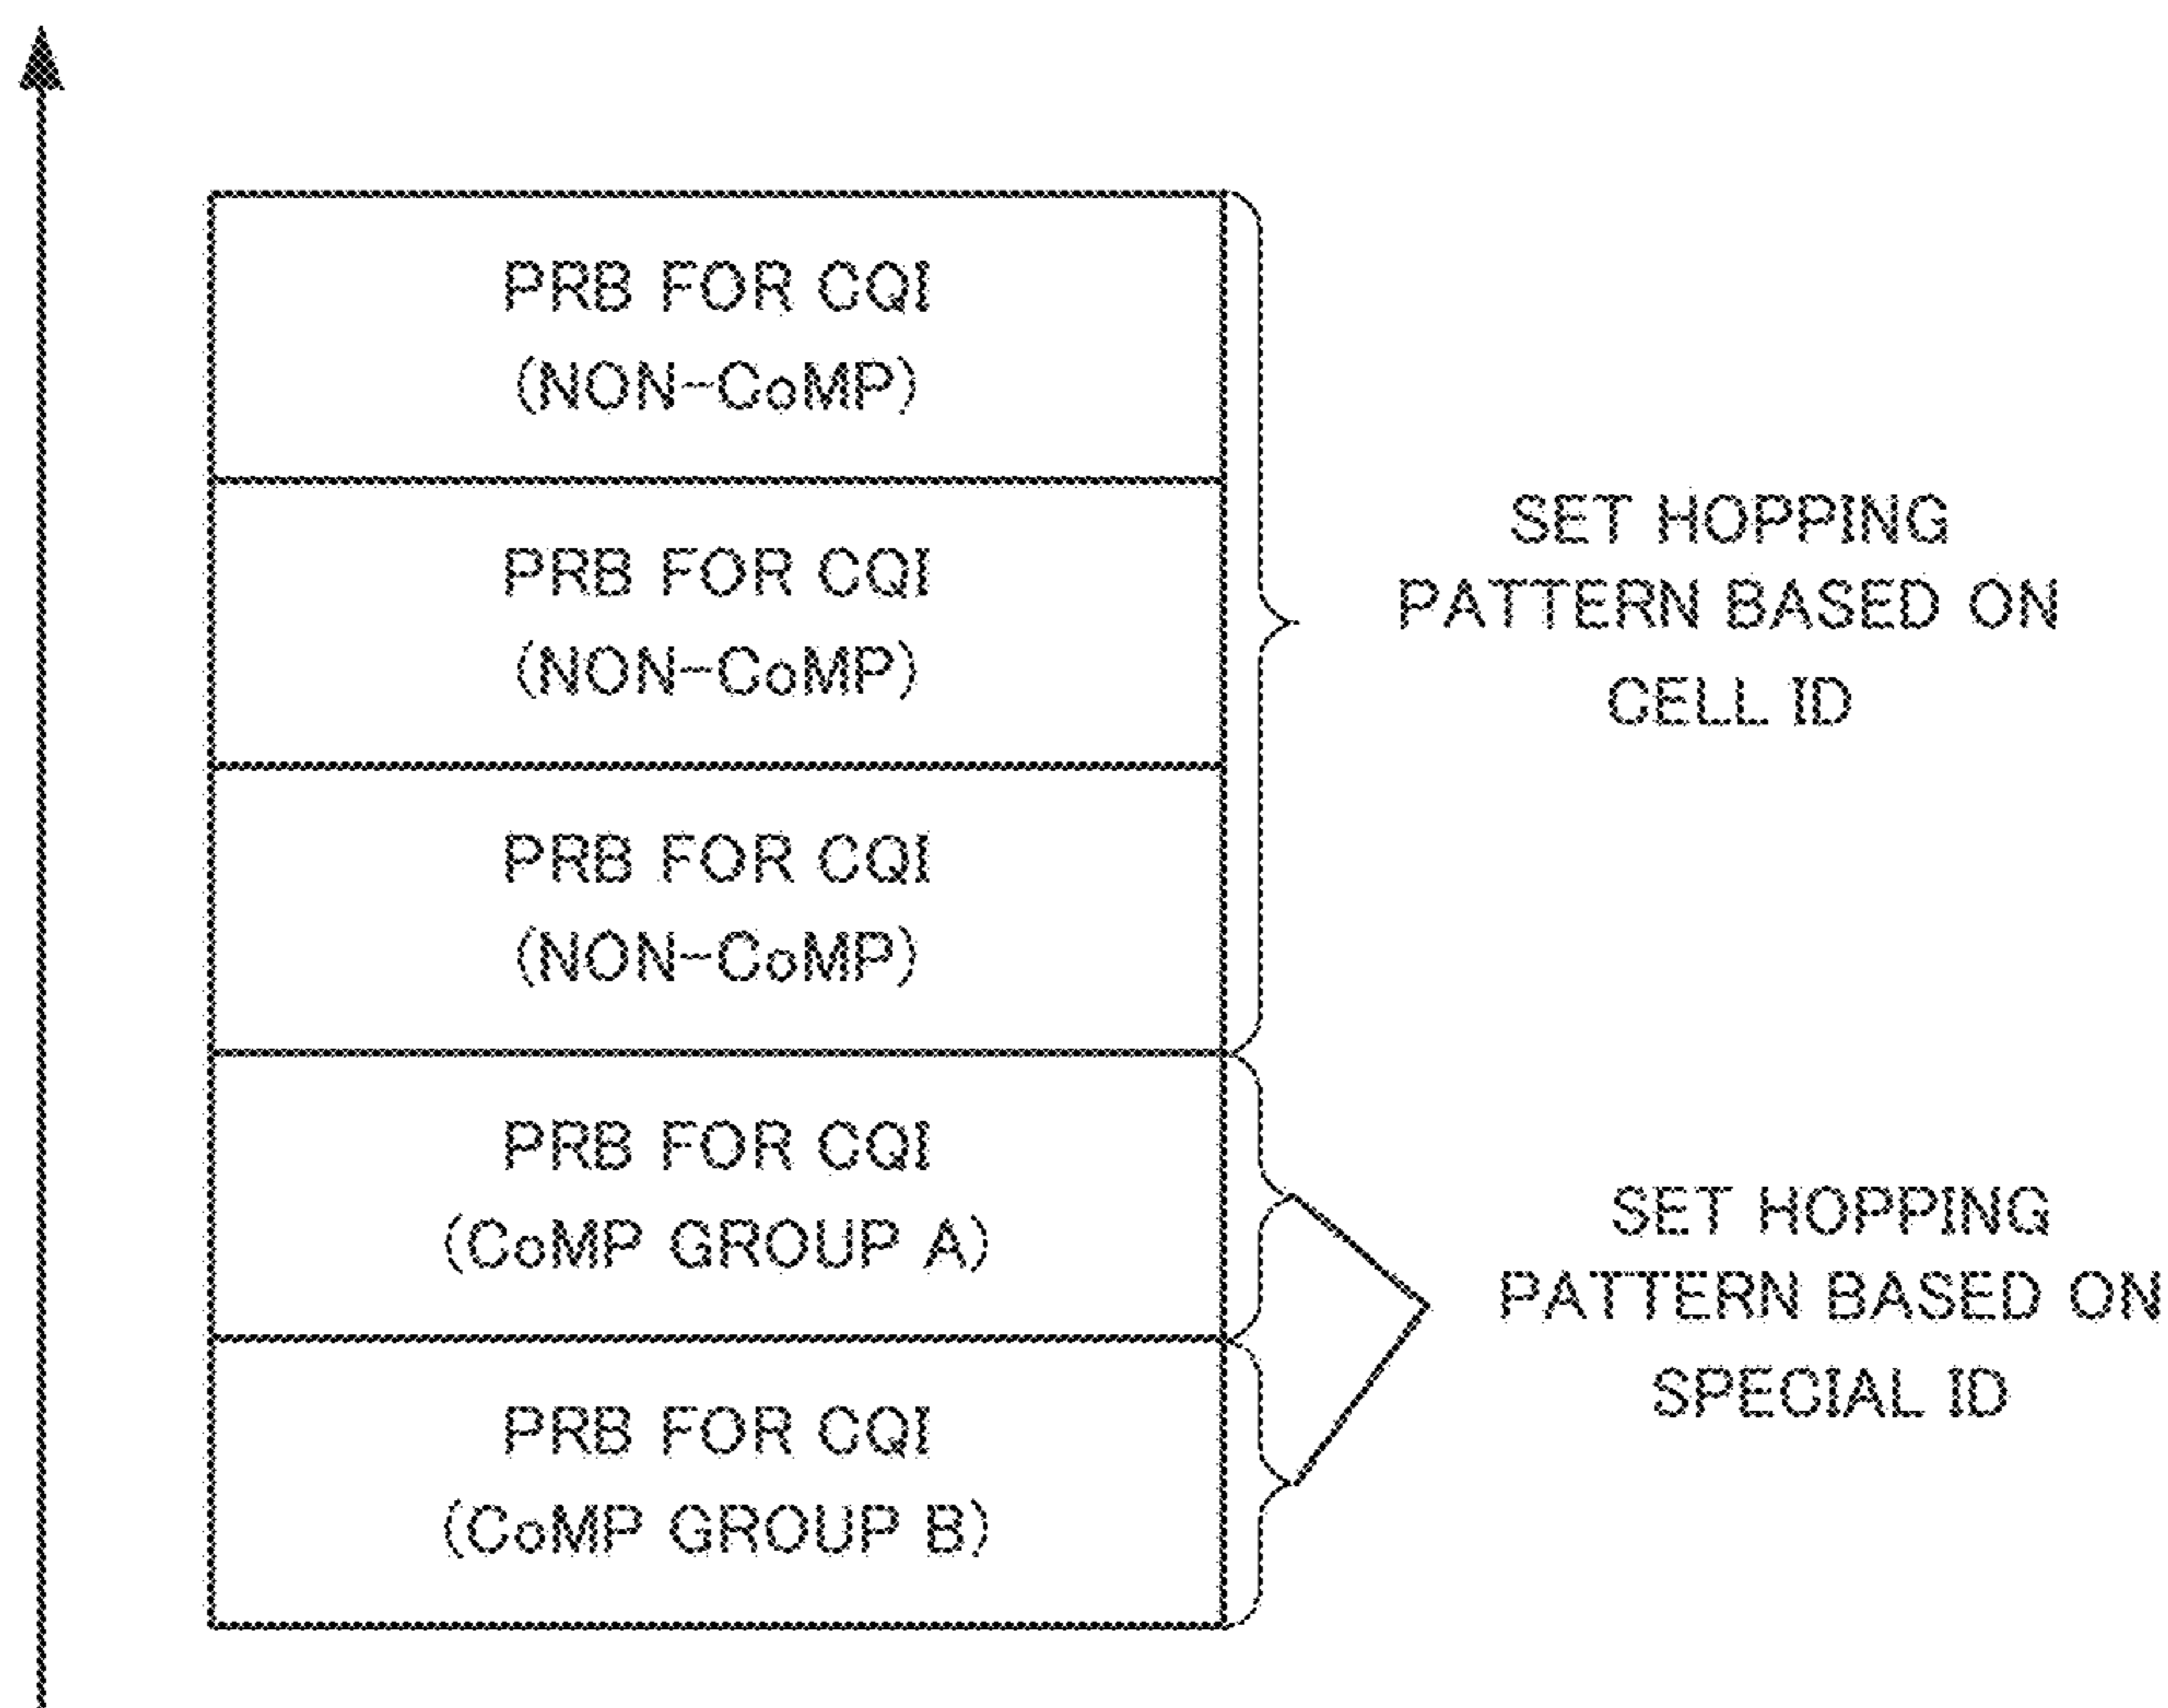 PRB FOR CQI
(NON-CoMP)
PRB FOR CQI
(NON-CoMP)
PRB FOR CQI
(NON-CoMP)
SET HOPPING
PATTERN BASED ON
CELL ID
PRB FOR CQI
(CoMP GROUP A)
PRB FOR CQI
(CoMP GROUP B)
SET HOPPING
PATTERN BASED ON
SPECIAL ID